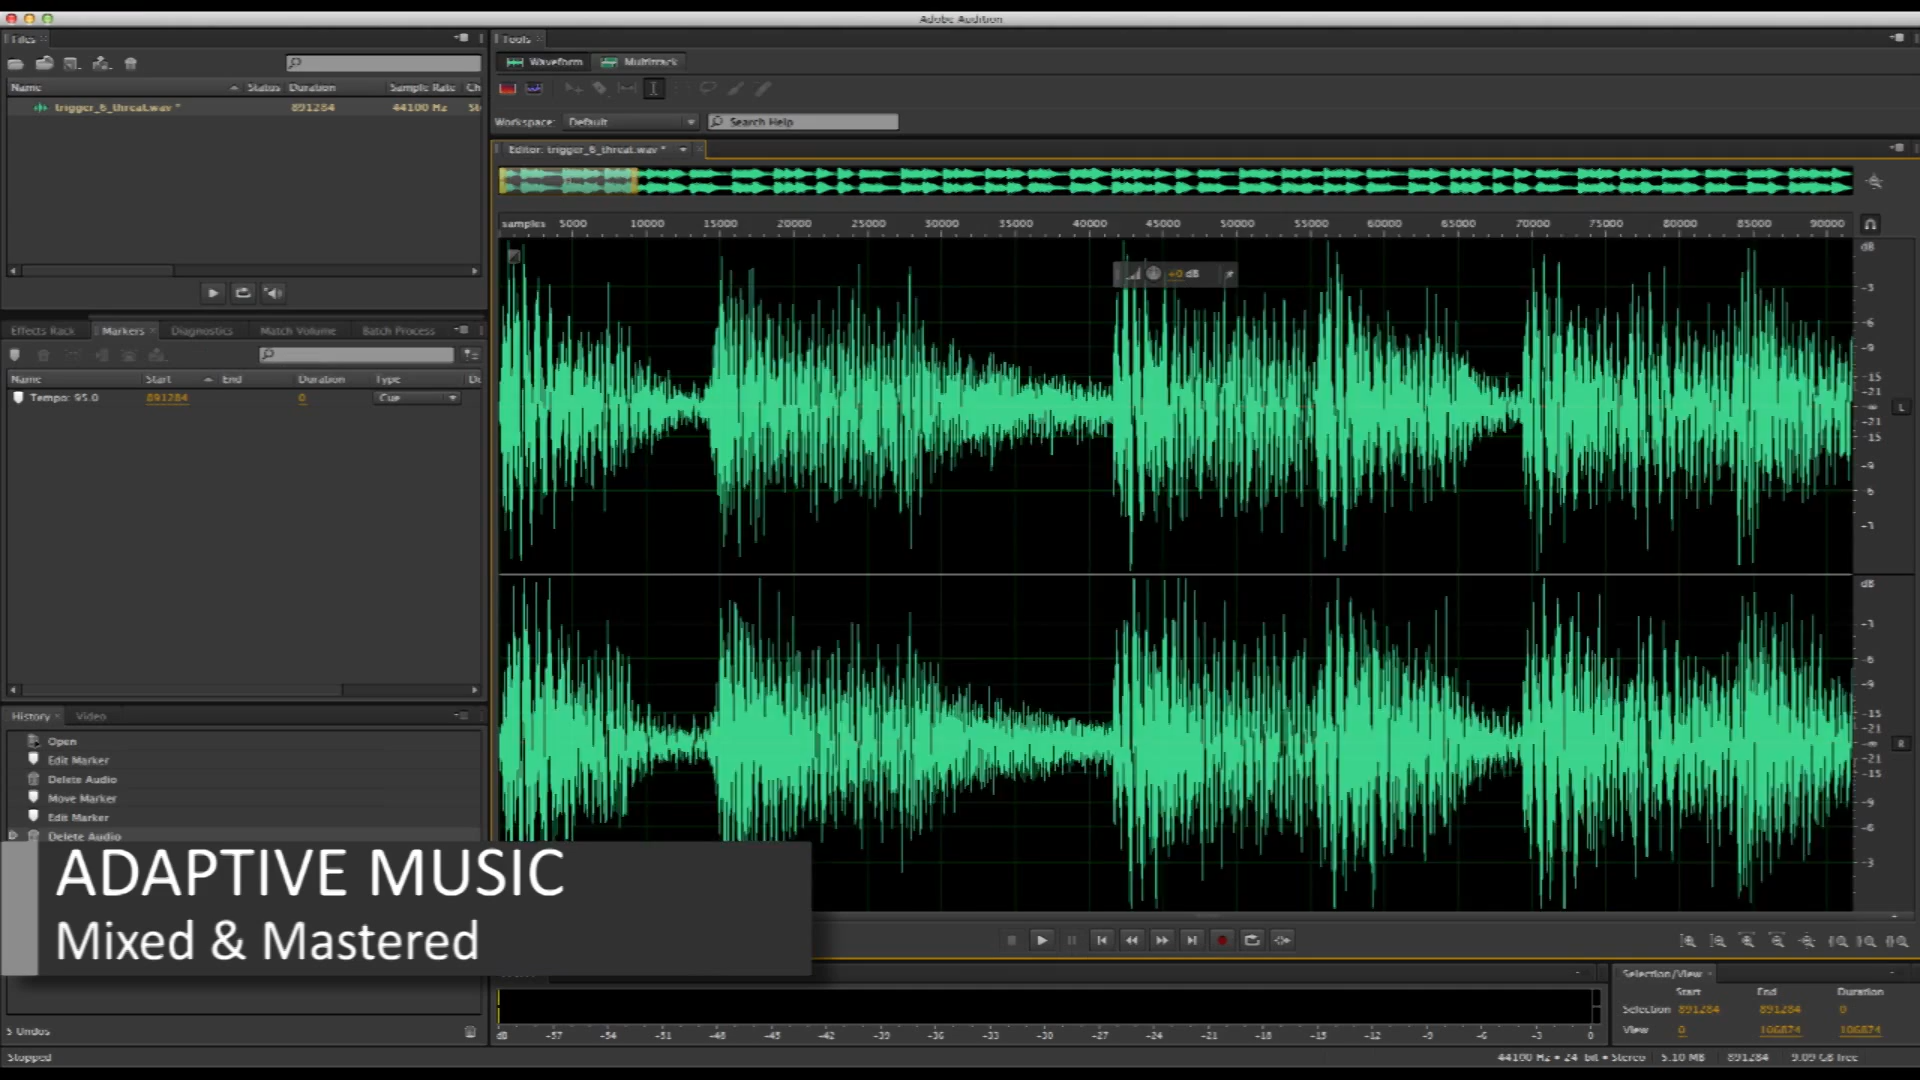 Adobe Audition
Files
Tools
Waveform Multitrack
Name Status Duration Sample Rate Ch
trigger_6_threat.wav * 891284 44100 Hz St
Workspace: Default Search Help
Editor: trigger_6_threat.wav *
samples 5000 10000 15000 20000 25000 30000 35000 40000 45000 50000 55000 60000 65000 70000 75000 80000 85000 90000
dB
+0 dB
-3
-6
-9
-15
-21
-∞
-21
-15
-9
-6
-3
L
Effects Rack Markers Diagnostics Match Volume Batch Process
Name Start End Duration Type
Tempo: 95.0 891284 0 Cue
dB
-3
-6
-9
-15
-21
-∞
-21
-15
-9
-6
-3
R
History Video
Open
Edit Marker
Delete Audio
Move Marker
Edit Marker
Delete Audio
ADAPTIVE MUSIC
Mixed & Mastered
Selection/View
Start End Duration
Selection 891284 891284 0
View 0 106874 106874
dB -57 -54 -51 -48 -45 -42 -39 -36 -33 -30 -27 -24 -21 -18 -15 -12 -9 -6 -3 0
5 Undos
Stopped
44100 Hz • 24 bit • Stereo 5.10 MB 891284 9.09 GB free